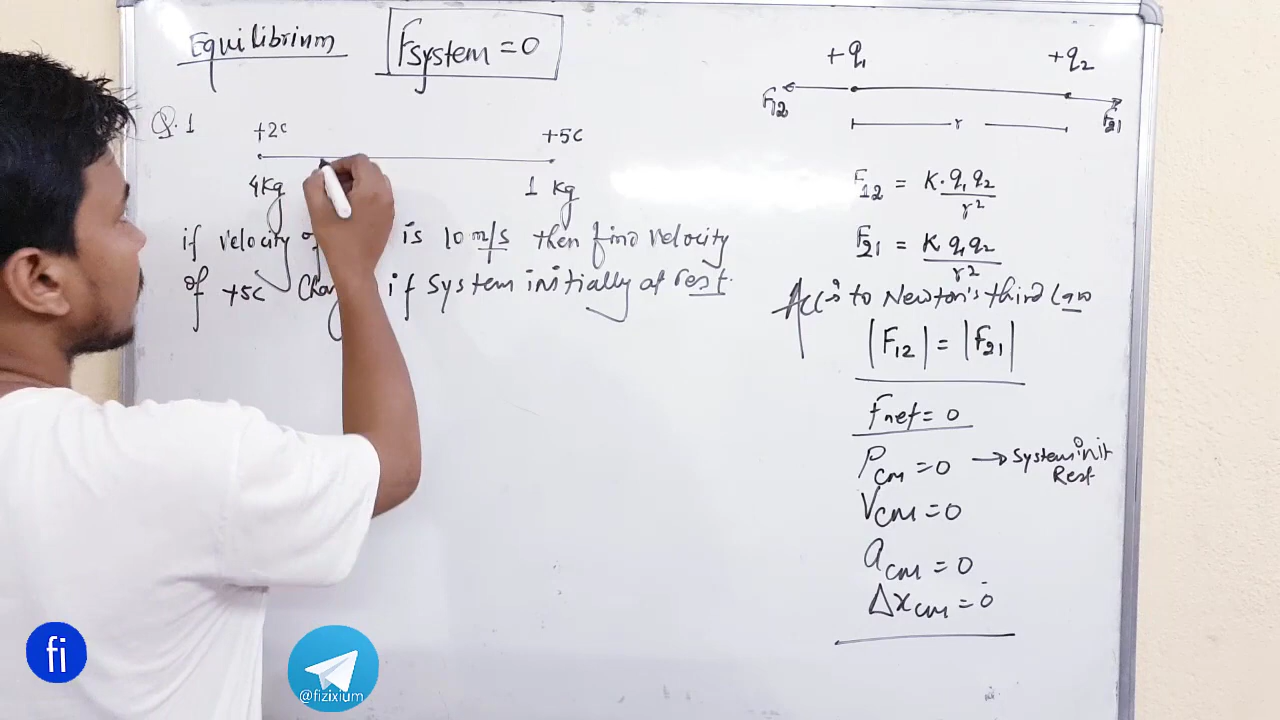 Equilibrium
Fsystem = 0
Q.1
+2c
+5c
4Kg
1 Kg
if velocity of is 10 m/s then find velocity
of +5c if system initially at rest.
+q1
+q2
F12
F21
r
F12 = K.q1q2/r²
F21 = K q1q2/r²
Acc. to Newton's third Law
|F12| = |F21|
Fnet = 0
Pcm = 0 → System init
Rest
Vcm = 0
acm = 0
Δxcm = 0
fi
@fizixium